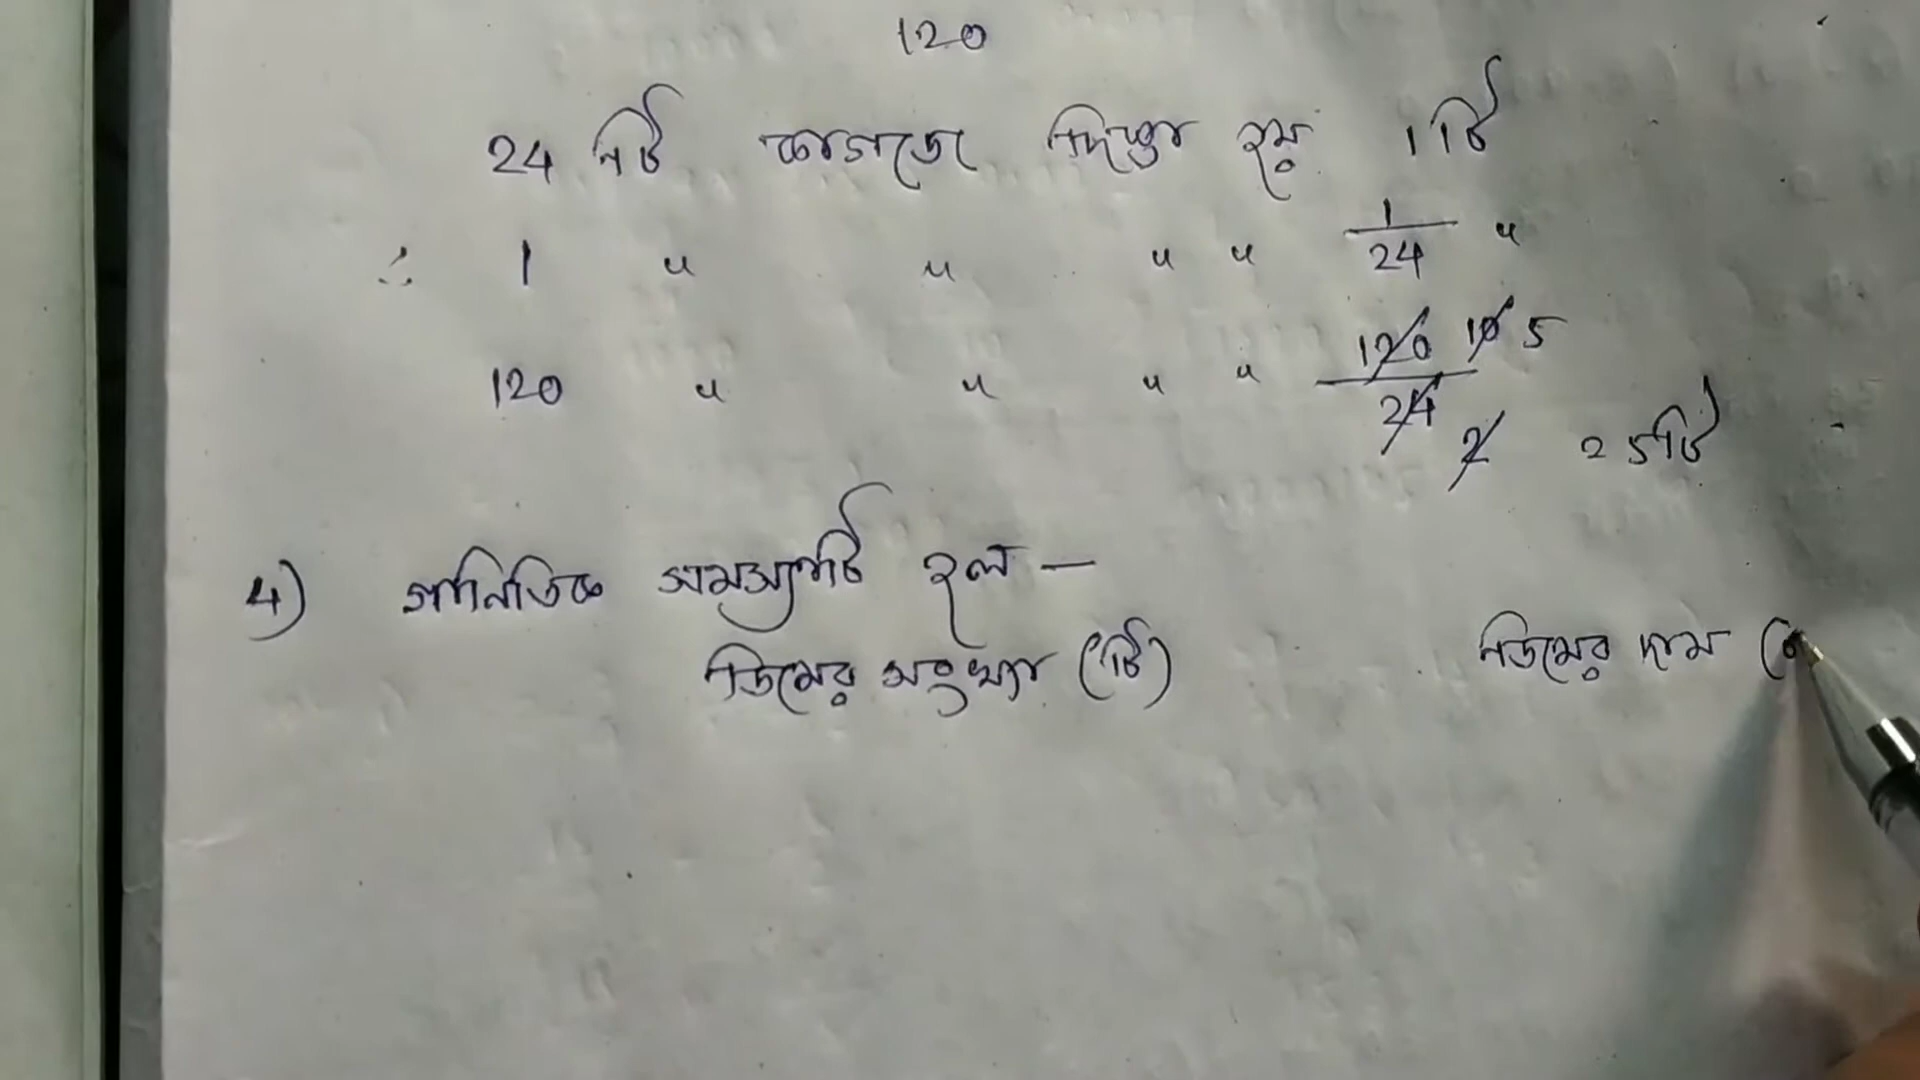 120
24 টি কাগজে দিস্তা হয় 1 টি
∴ 1 " " " " 1/24 "
120 " " " " 120 10 5 / 24 2 = 5টি
4) গানিতিক সমস্যাটি হল —
ডিমের সংখ্যা (টি) ডিমের দাম (